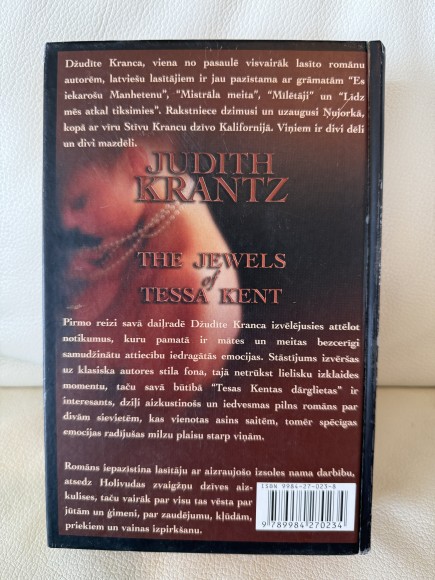 Džudīte Kranca, viena no pasaulē visvairāk lasīto romānu
autorēm, latviešu lasītājiem ir jau pazīstama ar grāmatām “Es
iekarošu Manhetenu”, “Mistrāla meita”, “Mīlētāji” un “Līdz
mēs atkal tiksimies”. Rakstniece dzimusi un uzaugusi Ņujorkā,
kopā ar vīru Stīvu Krancu dzīvo Kalifornijā. Viņiem ir divi dēli
un divi mazdēli.
JUDITH
KRANTZ
THE JEWELS
of
TESSA KENT
Pirmo reizi savā daiļradē Džudīte Kranca izvēlējusies attēlot
notikumus, kuru pamatā ir mātes un meitas bezcerīgi
samudžinātu attiecību iedragātās emocijas. Stāstījums izvēršas
uz klasiska autores stila fona, tajā netrūkst lielisku izklaides
momentu, taču savā būtībā “Tesas Kentas dārglietas” ir
interesants, dziļi aizkustinošs un iedvesmas pilns romāns par
divām sievietēm, kas vienotas asins saitēm, tomēr spēcīgas
emocijas radījušas milzu plaisu starp viņām.
Romāns iepazīstina lasītāju ar aizraujošo izsoles nama darbību,
atsedz Holivudas zvaigžņu dzīves aiz-
kulises, taču vairāk par visu tas vēsta par
jūtām un ģimeni, par zaudējumu, kļūdām,
priekiem un vainas izpirkšanu.
ISBN 9984-27-023-8
9 789984 270234